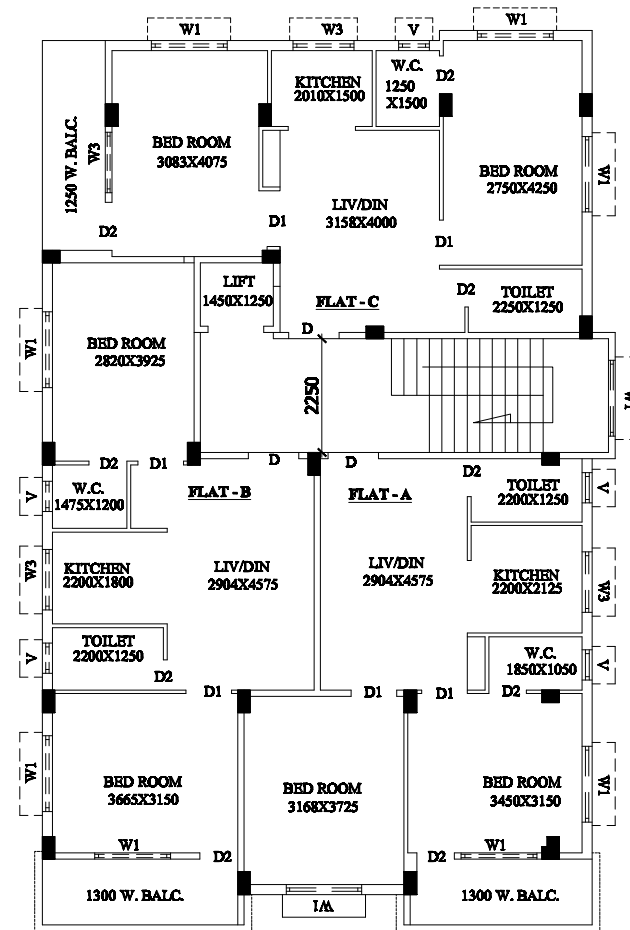 W1
W1
W3
V
KITCHEN
2010X1500
W.C.
1250
X1500
D2
BED ROOM
3083X4075
1250 W. BALC.
W3
BED ROOM
2750X4250
W1
LIV/DIN
3158X4000
D1
D2
D1
LIFT
1450X1250
FLAT - C
D2
TOILET
2250X1250
D
W1
BED ROOM
2820X3925
2250
W1
D2
D1
D
D
D2
V
W.C.
1475X1200
FLAT - B
FLAT - A
TOILET
2200X1250
V
W3
KITCHEN
2200X1800
LIV/DIN
2904X4575
LIV/DIN
2904X4575
KITCHEN
2200X2125
W3
V
TOILET
2200X1250
D2
W.C.
1850X1050
V
D1
D1
D1
D2
W1
BED ROOM
3665X3150
BED ROOM
3168X3725
BED ROOM
3450X3150
W1
W1
D2
D2
W1
1300 W. BALC.
W1
1300 W. BALC.